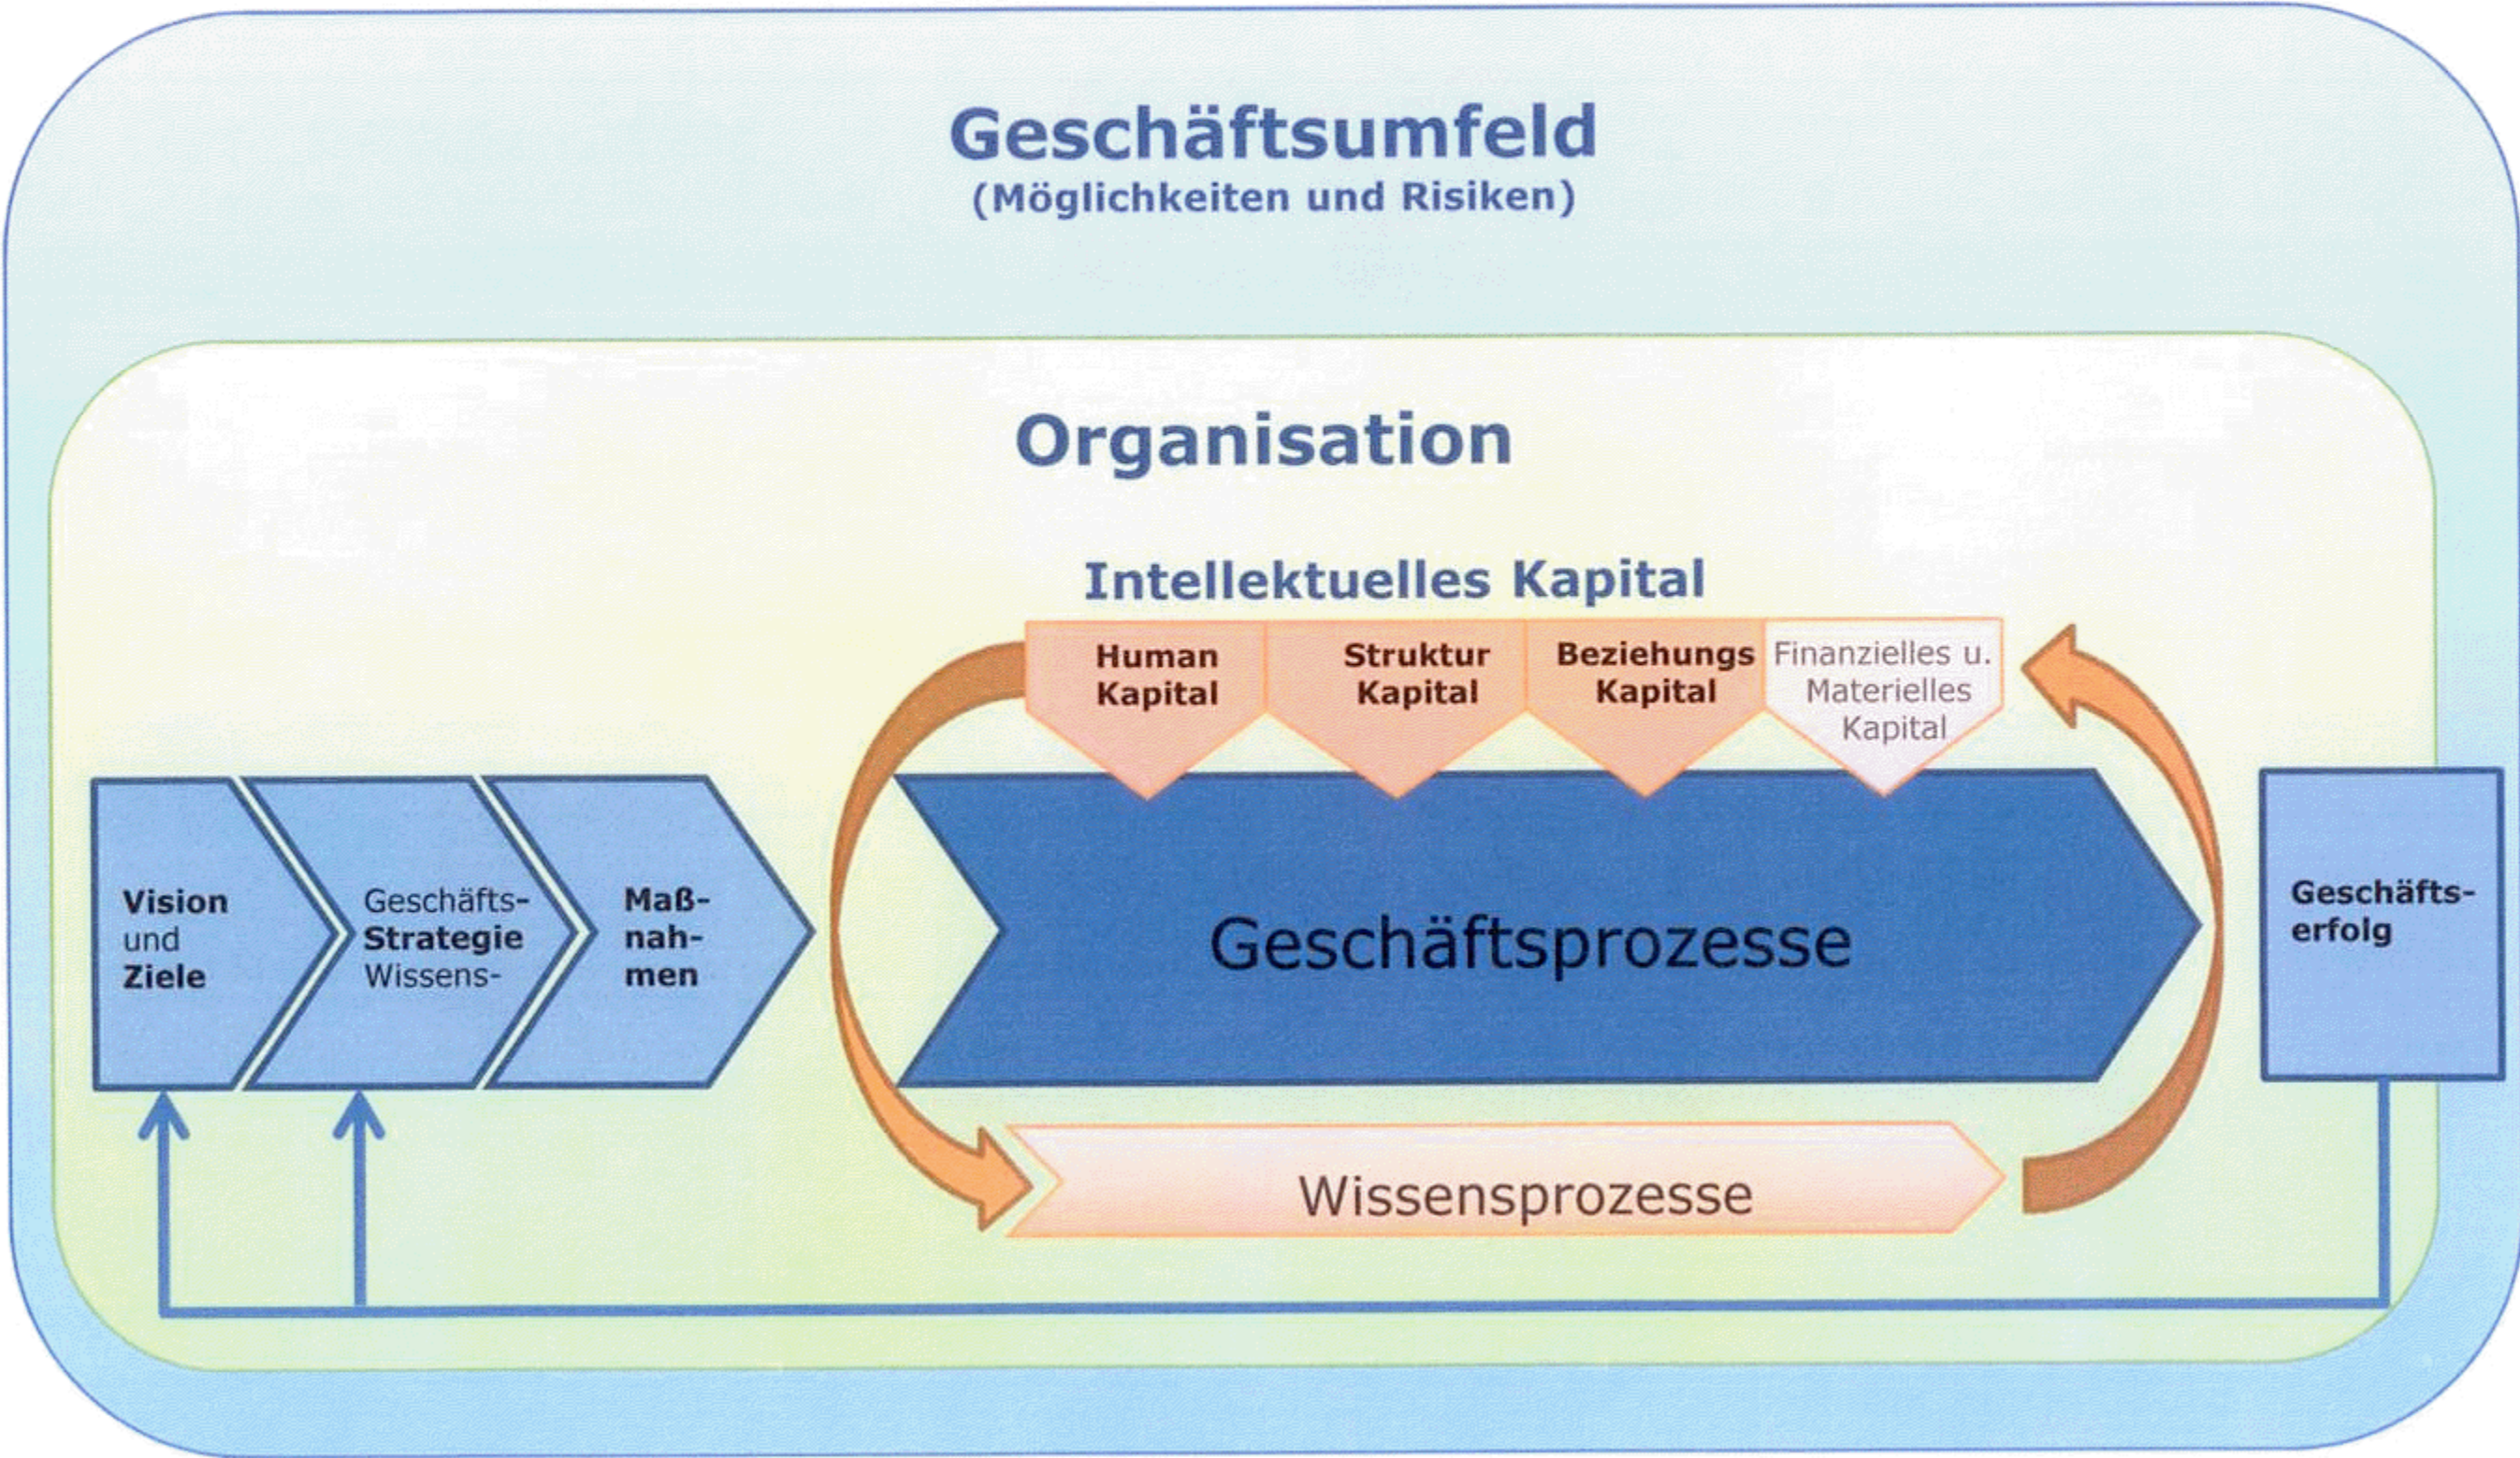 Geschäftsumfeld
(Möglichkeiten und Risiken)
Organisation
Intellektuelles Kapital
Human
Kapital
Struktur
Kapital
Beziehungs
Kapital
Finanzielles u.
Materielles
Kapital
Vision
und
Ziele
Geschäfts-
Strategie
Wissens-
Maß-
nah-
men
Geschäftsprozesse
Geschäfts-
erfolg
Wissensprozesse